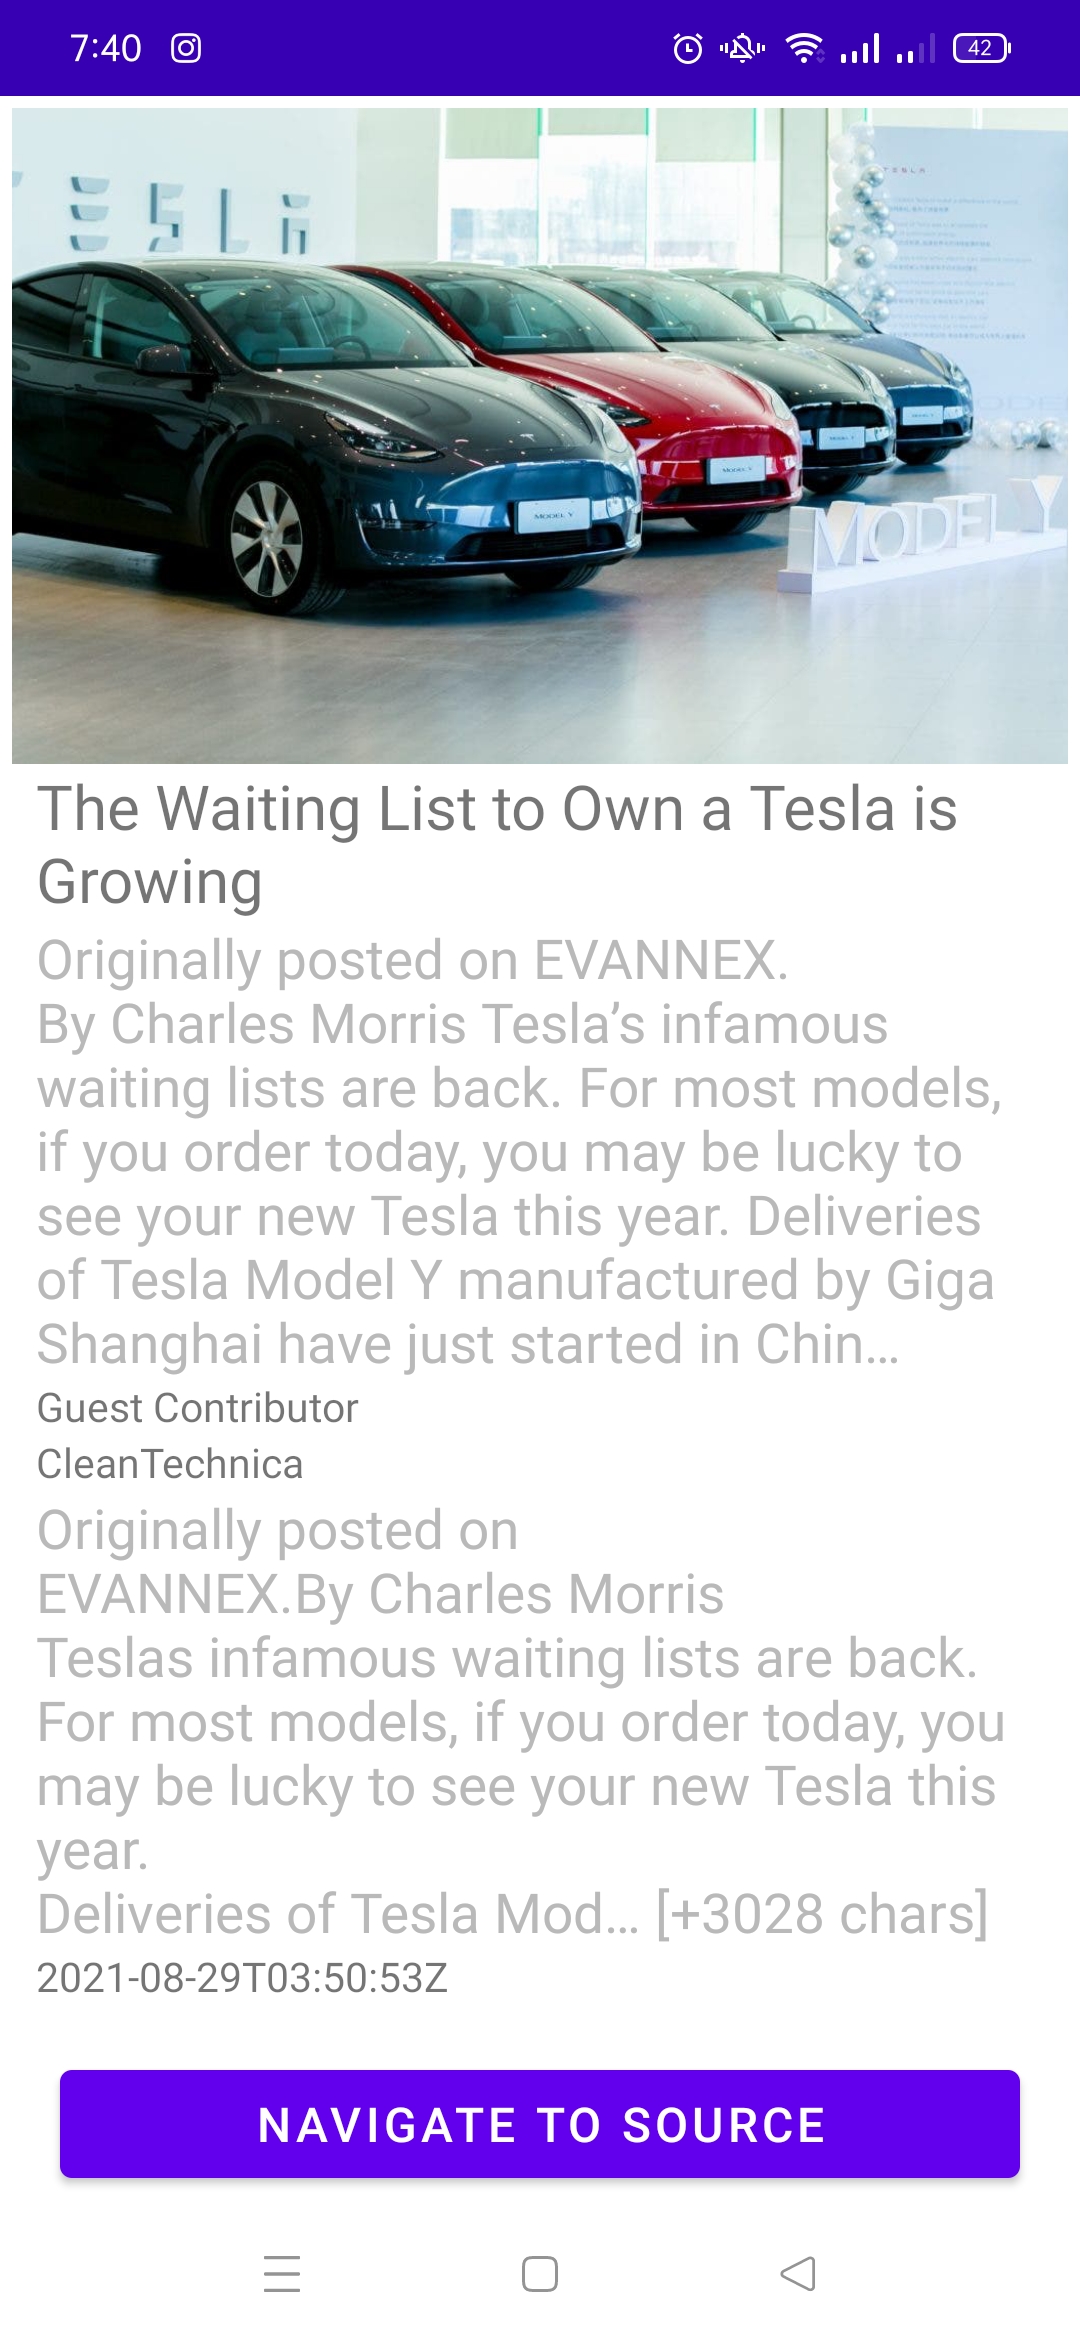 7:40
42
TESLA
TESLA
MODEL Y
MODEL Y
MODEL Y
MODEL Y
MODEL Y
The Waiting List to Own a Tesla is
Growing
Originally posted on EVANNEX.
By Charles Morris Tesla’s infamous
waiting lists are back. For most models,
if you order today, you may be lucky to
see your new Tesla this year. Deliveries
of Tesla Model Y manufactured by Giga
Shanghai have just started in Chin…
Guest Contributor
CleanTechnica
Originally posted on
EVANNEX.By Charles Morris
Teslas infamous waiting lists are back.
For most models, if you order today, you
may be lucky to see your new Tesla this
year.
Deliveries of Tesla Mod… [+3028 chars]
2021-08-29T03:50:53Z
NAVIGATE TO SOURCE